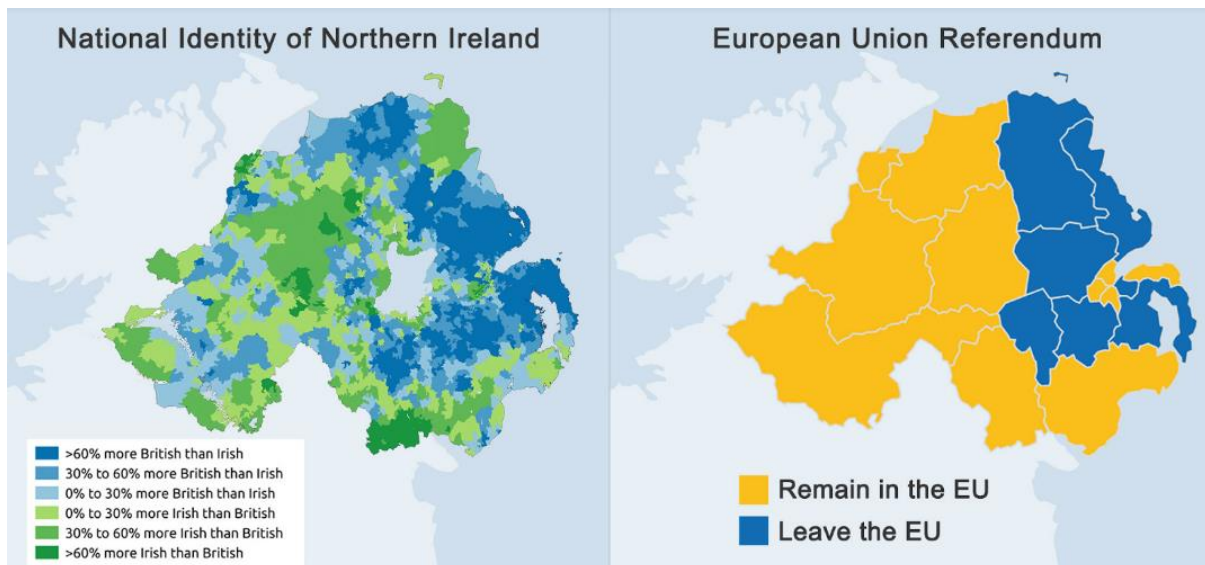 National Identity of Northern Ireland
>60% more British than Irish
30% to 60% more British than Irish
0% to 30% more British than Irish
0% to 30% more Irish than British
30% to 60% more Irish than British
>60% more Irish than British
European Union Referendum
Remain in the EU
Leave the EU